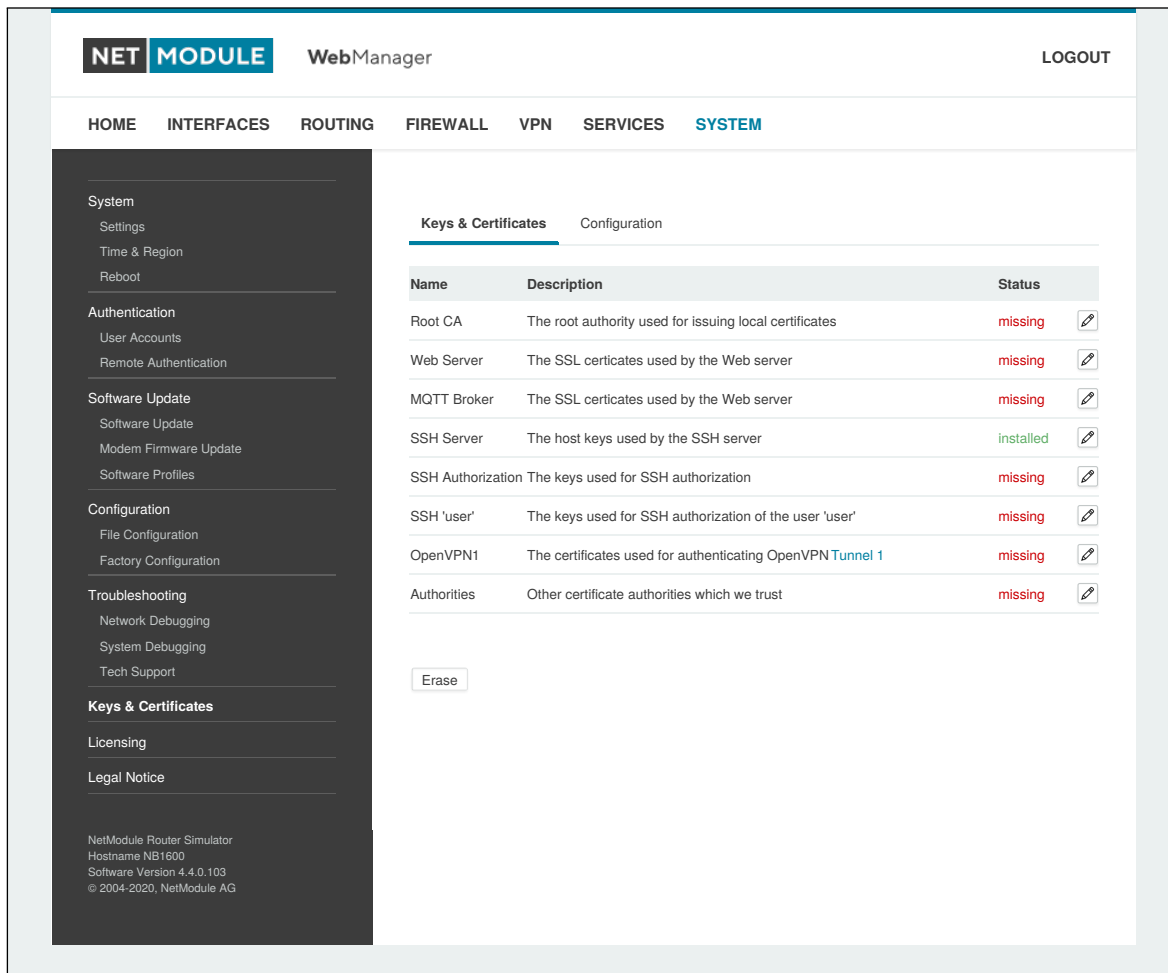 NET MODULE WebManager LOGOUT
HOME INTERFACES ROUTING FIREWALL VPN SERVICES SYSTEM
System
Settings
Time & Region
Reboot
Authentication
User Accounts
Remote Authentication
Software Update
Software Update
Modem Firmware Update
Software Profiles
Configuration
File Configuration
Factory Configuration
Troubleshooting
Network Debugging
System Debugging
Tech Support
Keys & Certificates
Licensing
Legal Notice
NetModule Router Simulator
Hostname NB1600
Software Version 4.4.0.103
© 2004-2020, NetModule AG
Keys & Certificates Configuration
Name Description Status
Root CA The root authority used for issuing local certificates missing
Web Server The SSL certicates used by the Web server missing
MQTT Broker The SSL certicates used by the Web server missing
SSH Server The host keys used by the SSH server installed
SSH Authorization The keys used for SSH authorization missing
SSH 'user' The keys used for SSH authorization of the user 'user' missing
OpenVPN1 The certificates used for authenticating OpenVPN Tunnel 1 missing
Authorities Other certificate authorities which we trust missing
Erase